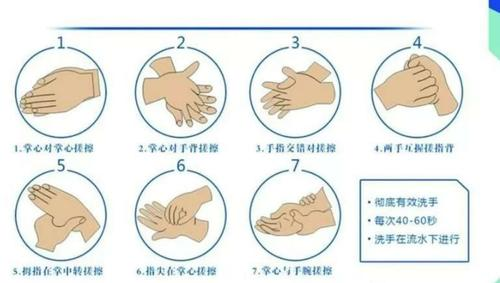 1
2
3
4
1.掌心对掌心搓擦
2.掌心对手背搓擦
3.手指交错对搓擦
4.两手互握搓指背
5
6
7
5.拇指在掌中转搓擦
6.指尖在掌心搓擦
7.掌心与手腕搓擦
•彻底有效洗手
•每次40-60秒
•洗手在流水下进行